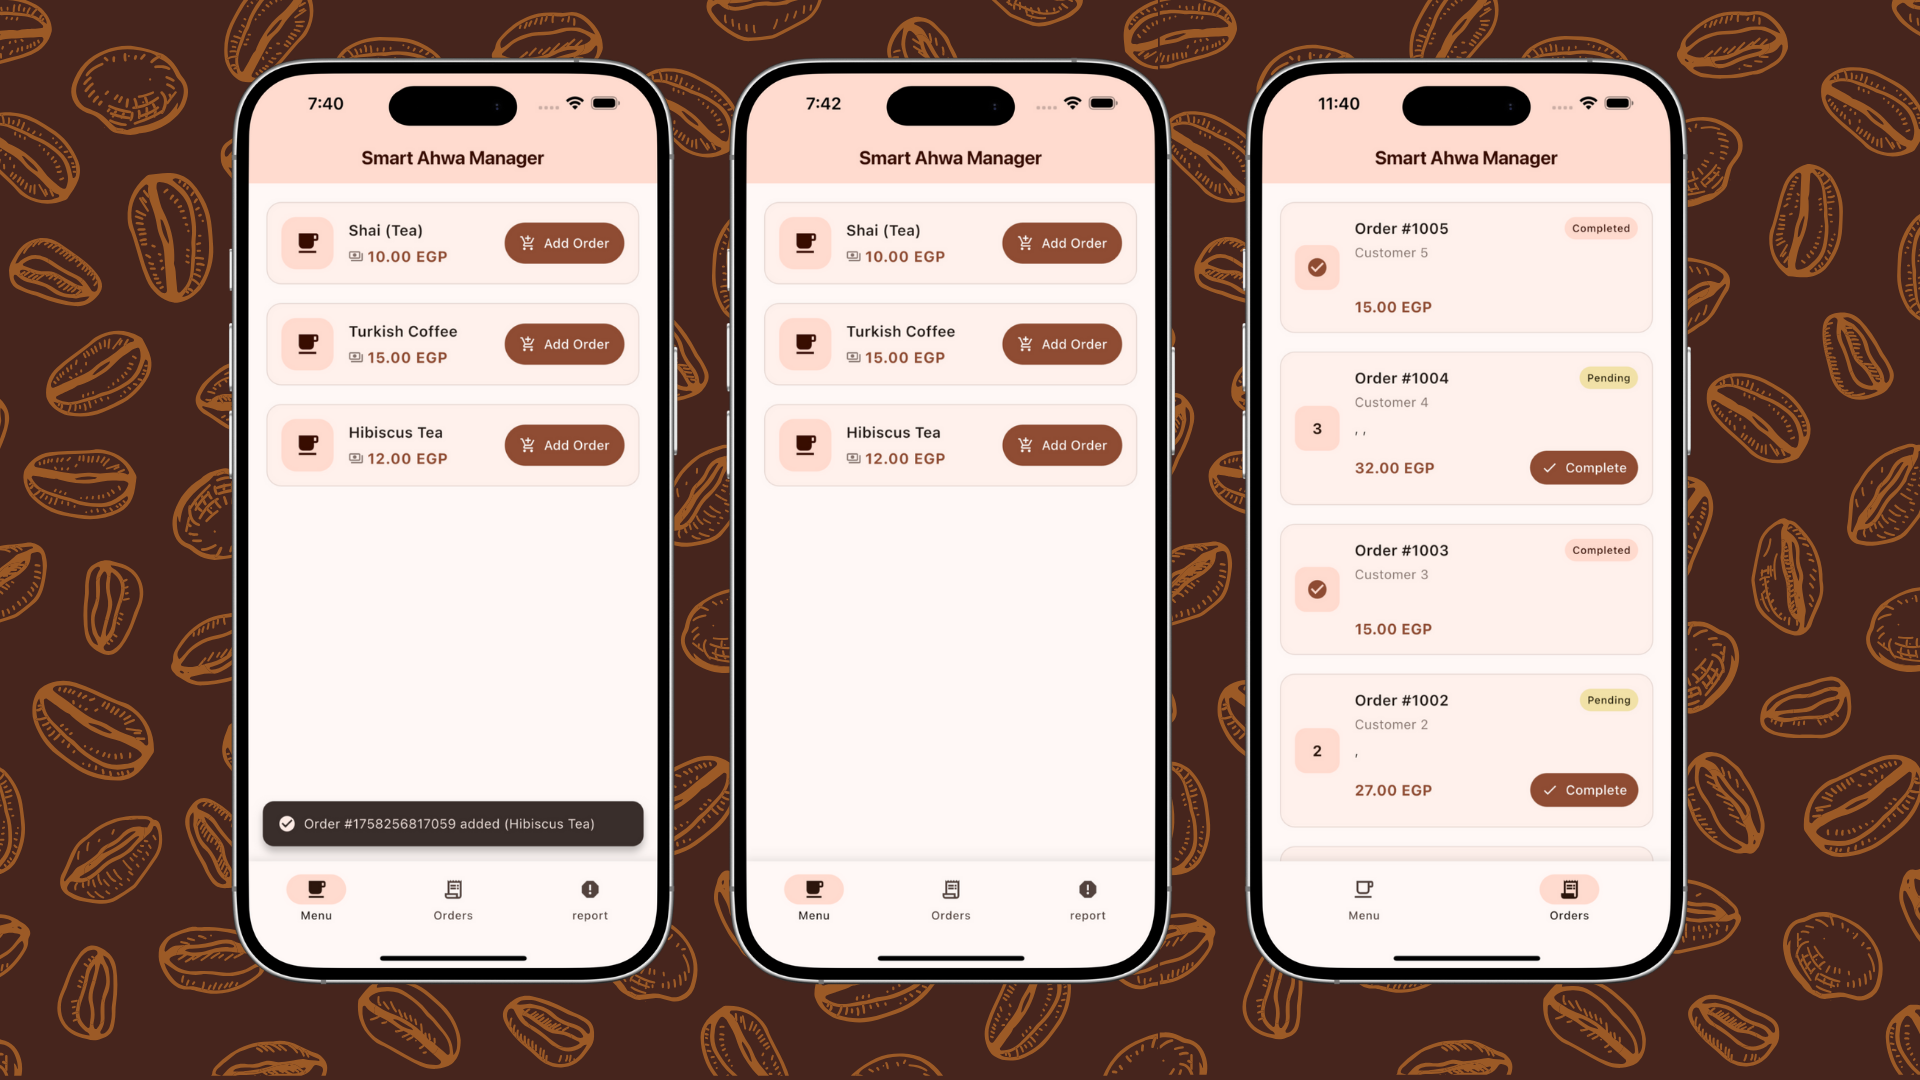 7:40
Smart Ahwa Manager
Shai (Tea)
10.00 EGP
Add Order
Turkish Coffee
15.00 EGP
Add Order
Hibiscus Tea
12.00 EGP
Add Order
Order #1758256817059 added (Hibiscus Tea)
Menu
Orders
report
7:42
Smart Ahwa Manager
Shai (Tea)
10.00 EGP
Add Order
Turkish Coffee
15.00 EGP
Add Order
Hibiscus Tea
12.00 EGP
Add Order
Menu
Orders
report
11:40
Smart Ahwa Manager
Order #1005
Completed
Customer 5
15.00 EGP
Order #1004
Pending
Customer 4
3
, ,
32.00 EGP
Complete
Order #1003
Completed
Customer 3
15.00 EGP
Order #1002
Pending
Customer 2
2
,
27.00 EGP
Complete
Menu
Orders